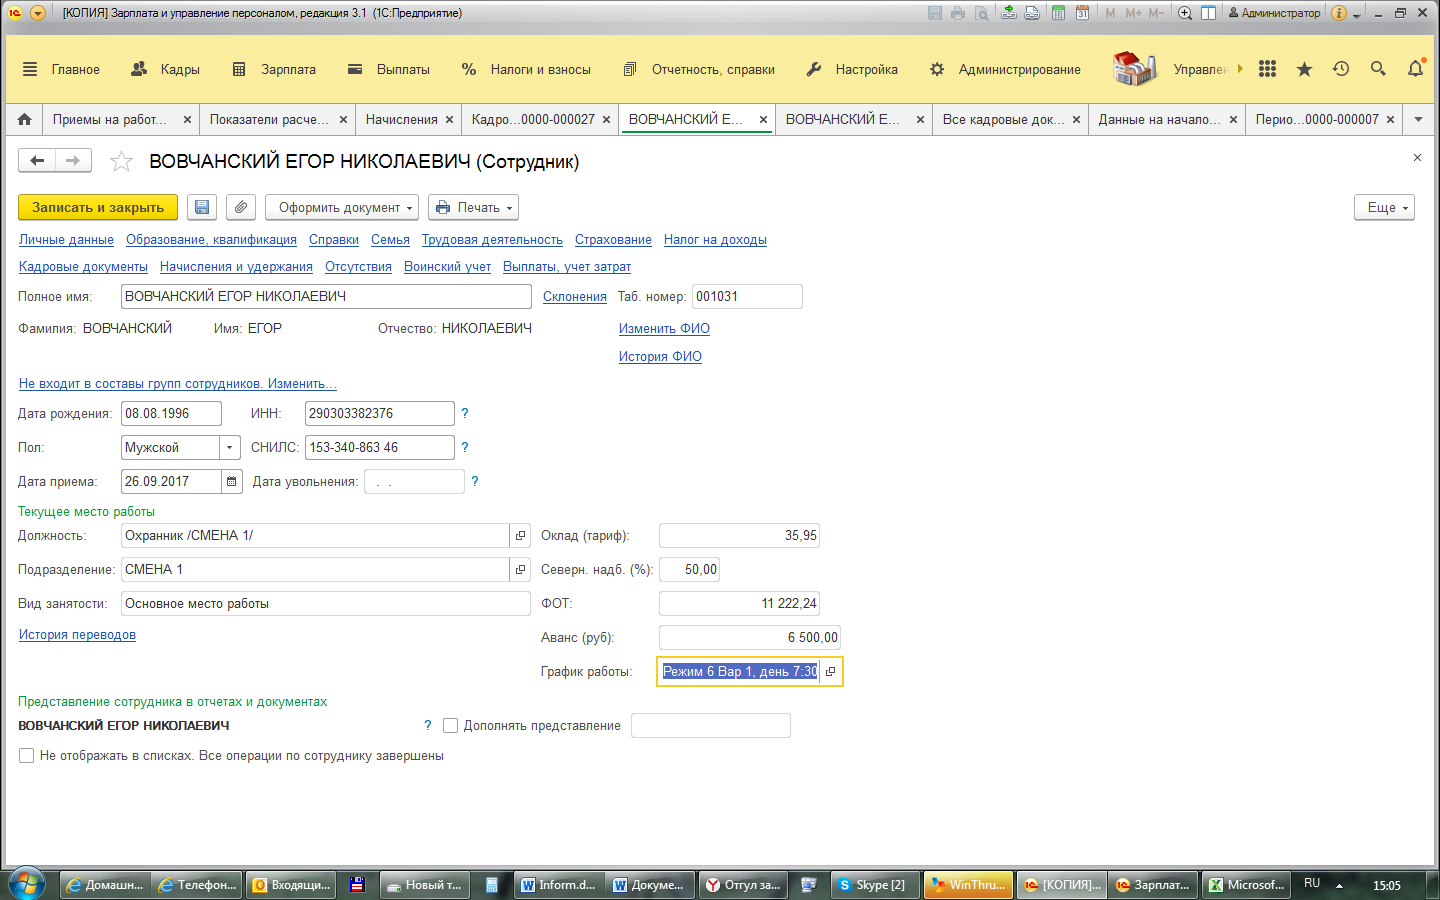 [КОПИЯ] Зарплата и управление персоналом, редакция 3.1 (1С:Предприятие)
M M+ M- Администратор
Главное Кадры Зарплата Выплаты Налоги и взносы Отчетность, справки Настройка Администрирование Управлен
Приемы на работ... Показатели расче... Начисления Кадро...0000-000027 ВОВЧАНСКИЙ Е... ВОВЧАНСКИЙ Е... Все кадровые док... Данные на начало... Перио...0000-000007
ВОВЧАНСКИЙ ЕГОР НИКОЛАЕВИЧ (Сотрудник)
Записать и закрыть Оформить документ Печать Еще
Личные данные Образование, квалификация Справки Семья Трудовая деятельность Страхование Налог на доходы
Кадровые документы Начисления и удержания Отсутствия Воинский учет Выплаты, учет затрат
Полное имя: ВОВЧАНСКИЙ ЕГОР НИКОЛАЕВИЧ Склонения Таб. номер: 001031
Фамилия: ВОВЧАНСКИЙ Имя: ЕГОР Отчество: НИКОЛАЕВИЧ Изменить ФИО
История ФИО
Не входит в составы групп сотрудников. Изменить...
Дата рождения: 08.08.1996 ИНН: 290303382376 ?
Пол: Мужской СНИЛС: 153-340-863 46 ?
Дата приема: 26.09.2017 Дата увольнения: . . ?
Текущее место работы
Должность: Охранник /СМЕНА 1/ Оклад (тариф): 35,95
Подразделение: СМЕНА 1 Северн. надб. (%): 50,00
Вид занятости: Основное место работы ФОТ: 11 222,24
История переводов Аванс (руб): 6 500,00
График работы: Режим 6 Вар 1, день 7:30
Представление сотрудника в отчетах и документах
ВОВЧАНСКИЙ ЕГОР НИКОЛАЕВИЧ ? Дополнять представление
Не отображать в списках. Все операции по сотруднику завершены
Домашн... Телефон... Входящи... Новый т... Inform.d... Докуме... Отгул за... Skype [2] WinThru... [КОПИЯ]... Зарплат... Microsof... RU 15:05